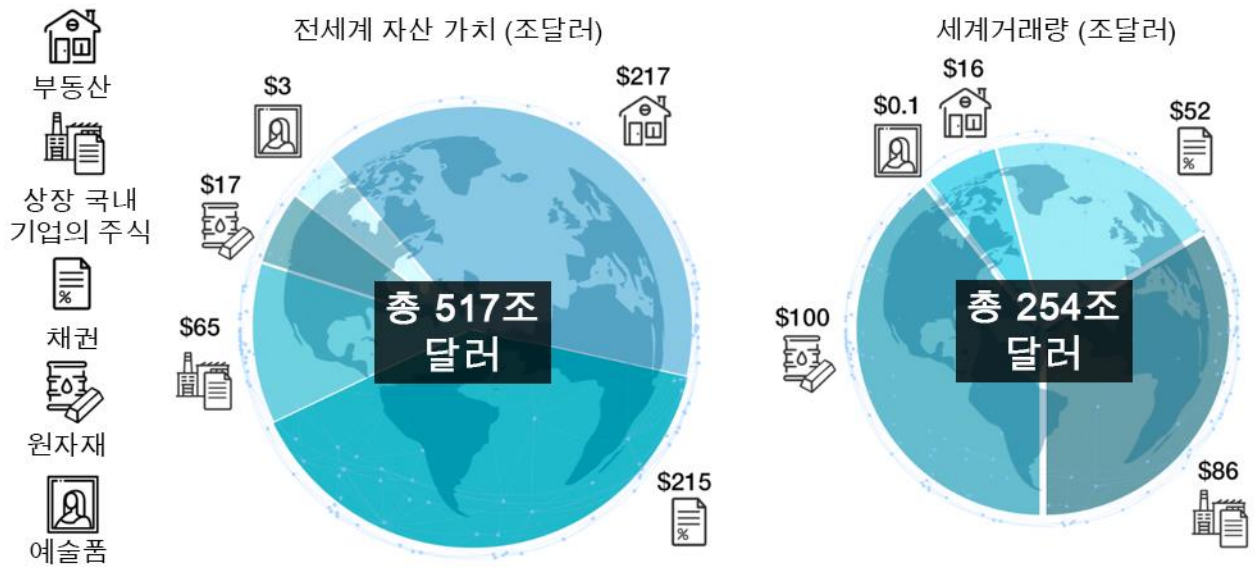 부동산
상장 국내
기업의 주식
채권
원자재
예술품
전세계 자산 가치 (조달러)
$3
$217
$17
$65
$215
총 517조
달러
세계거래량 (조달러)
$16
$0.1
$52
$100
$86
총 254조
달러
%
%
%